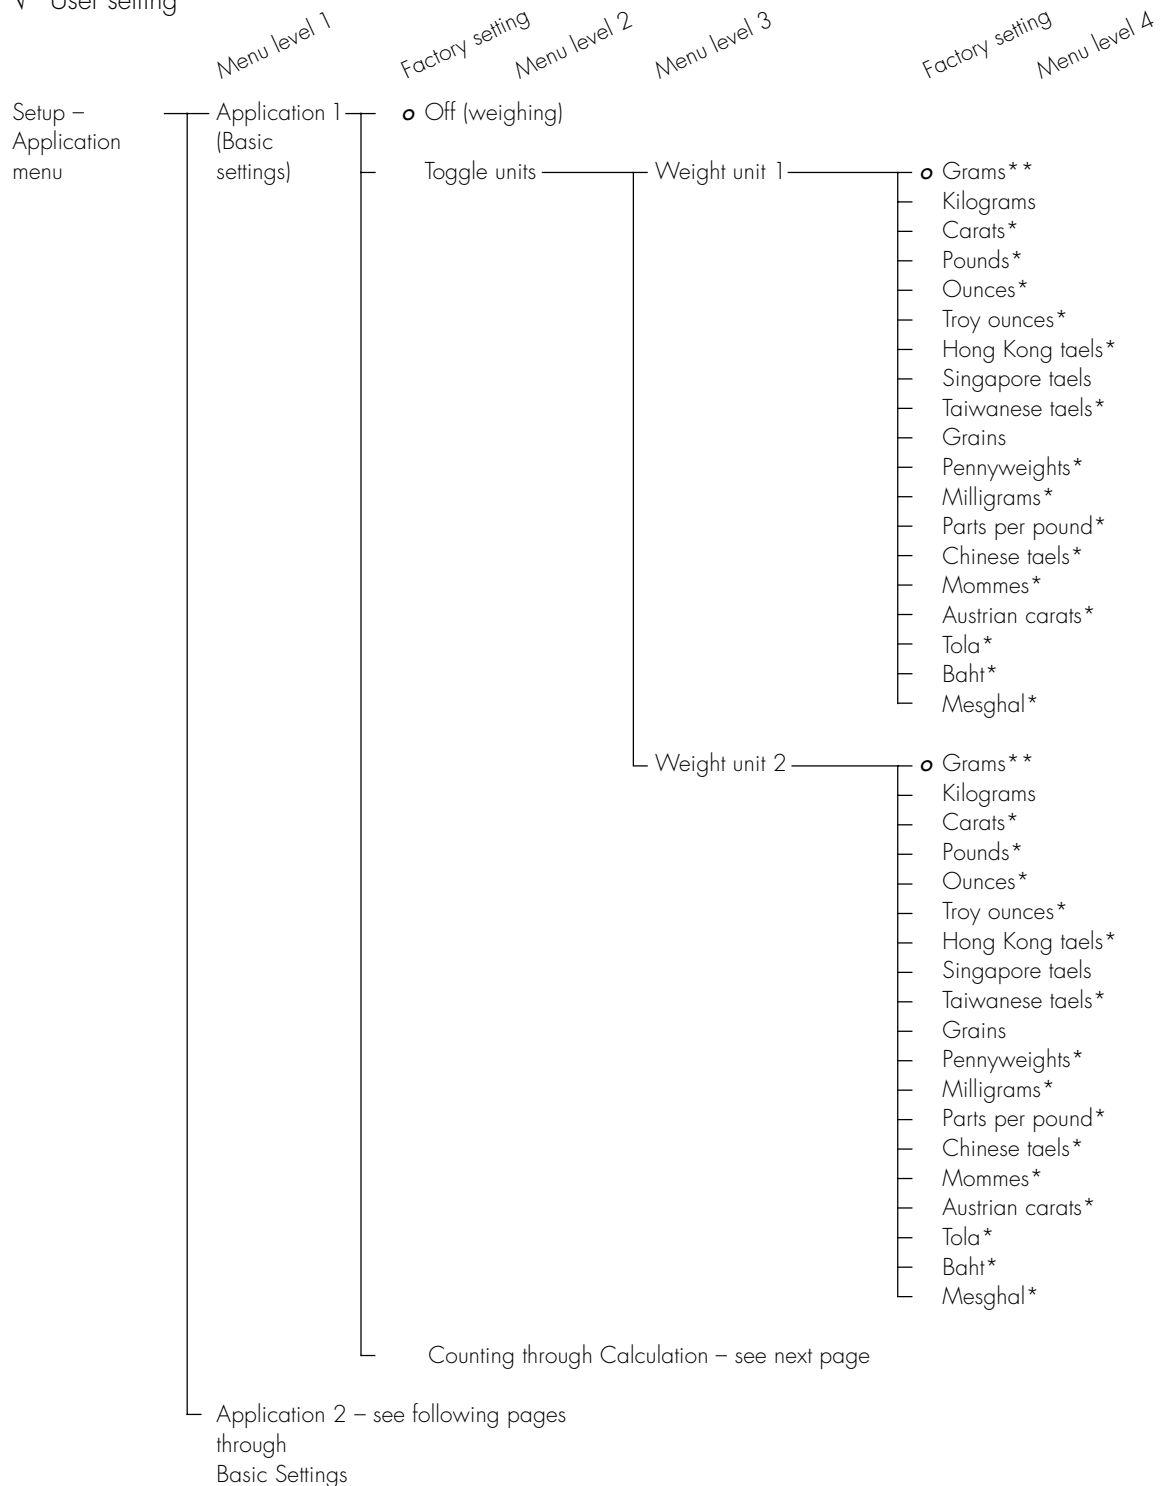 √ User setting
Menu level 1
Factory setting
Menu level 2
Menu level 3
Factory setting
Menu level 4
Setup –
Application
menu
Application 1
(Basic
settings)
o Off (weighing)
Toggle units
Weight unit 1
o Grams**
Kilograms
Carats*
Pounds*
Ounces*
Troy ounces*
Hong Kong taels*
Singapore taels
Taiwanese taels*
Grains
Pennyweights*
Milligrams*
Parts per pound*
Chinese taels*
Mommes*
Austrian carats*
Tola*
Baht*
Mesghal*
Weight unit 2
o Grams**
Kilograms
Carats*
Pounds*
Ounces*
Troy ounces*
Hong Kong taels*
Singapore taels
Taiwanese taels*
Grains
Pennyweights*
Milligrams*
Parts per pound*
Chinese taels*
Mommes*
Austrian carats*
Tola*
Baht*
Mesghal*
Counting through Calculation – see next page
Application 2 – see following pages
through
Basic Settings